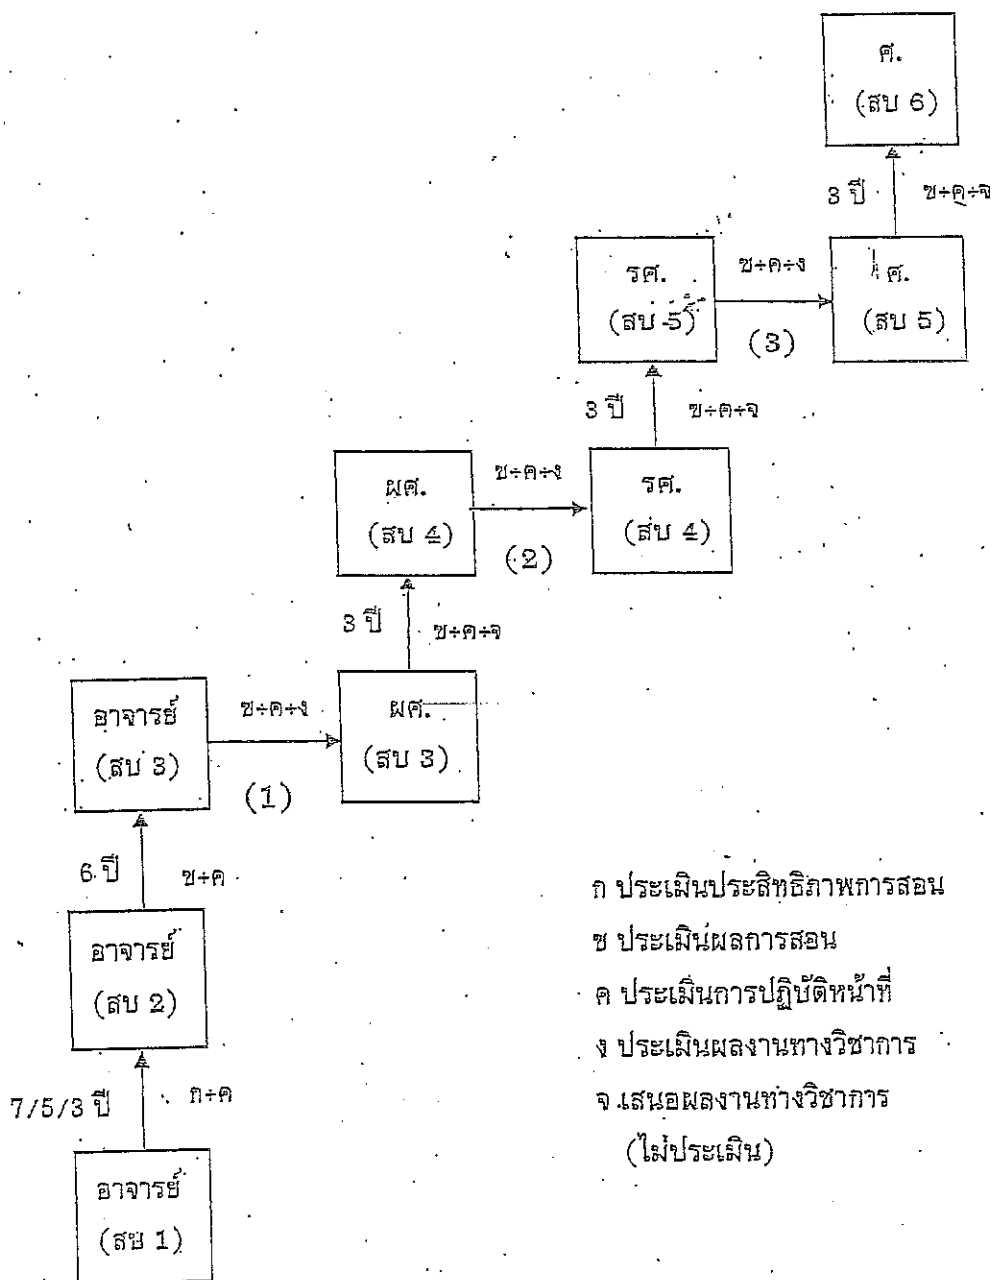 ศ.
(สบ 6)
3 ปี
ข+ค+จ
รศ.
(สบ 5)
ข+ค+ง
(3)
ศ.
(สบ 5)
3 ปี
ข+ค+จ
ผศ.
(สบ 4)
ข+ค+ง
(2)
รศ.
(สบ 4)
3 ปี
ข+ค+จ
อาจารย์
(สบ 3)
ข+ค+ง
(1)
ผศ.
(สบ 3)
6 ปี
ข+ค
อาจารย์
(สบ 2)
7/5/3 ปี
ก+ค
อาจารย์
(สบ 1)
ก ประเมินประสิทธิภาพการสอน
ข ประเมินผลการสอน
ค ประเมินการปฏิบัติหน้าที่
ง ประเมินผลงานทางวิชาการ
จ เสนอผลงานทางวิชาการ
(ไม่ประเมิน)